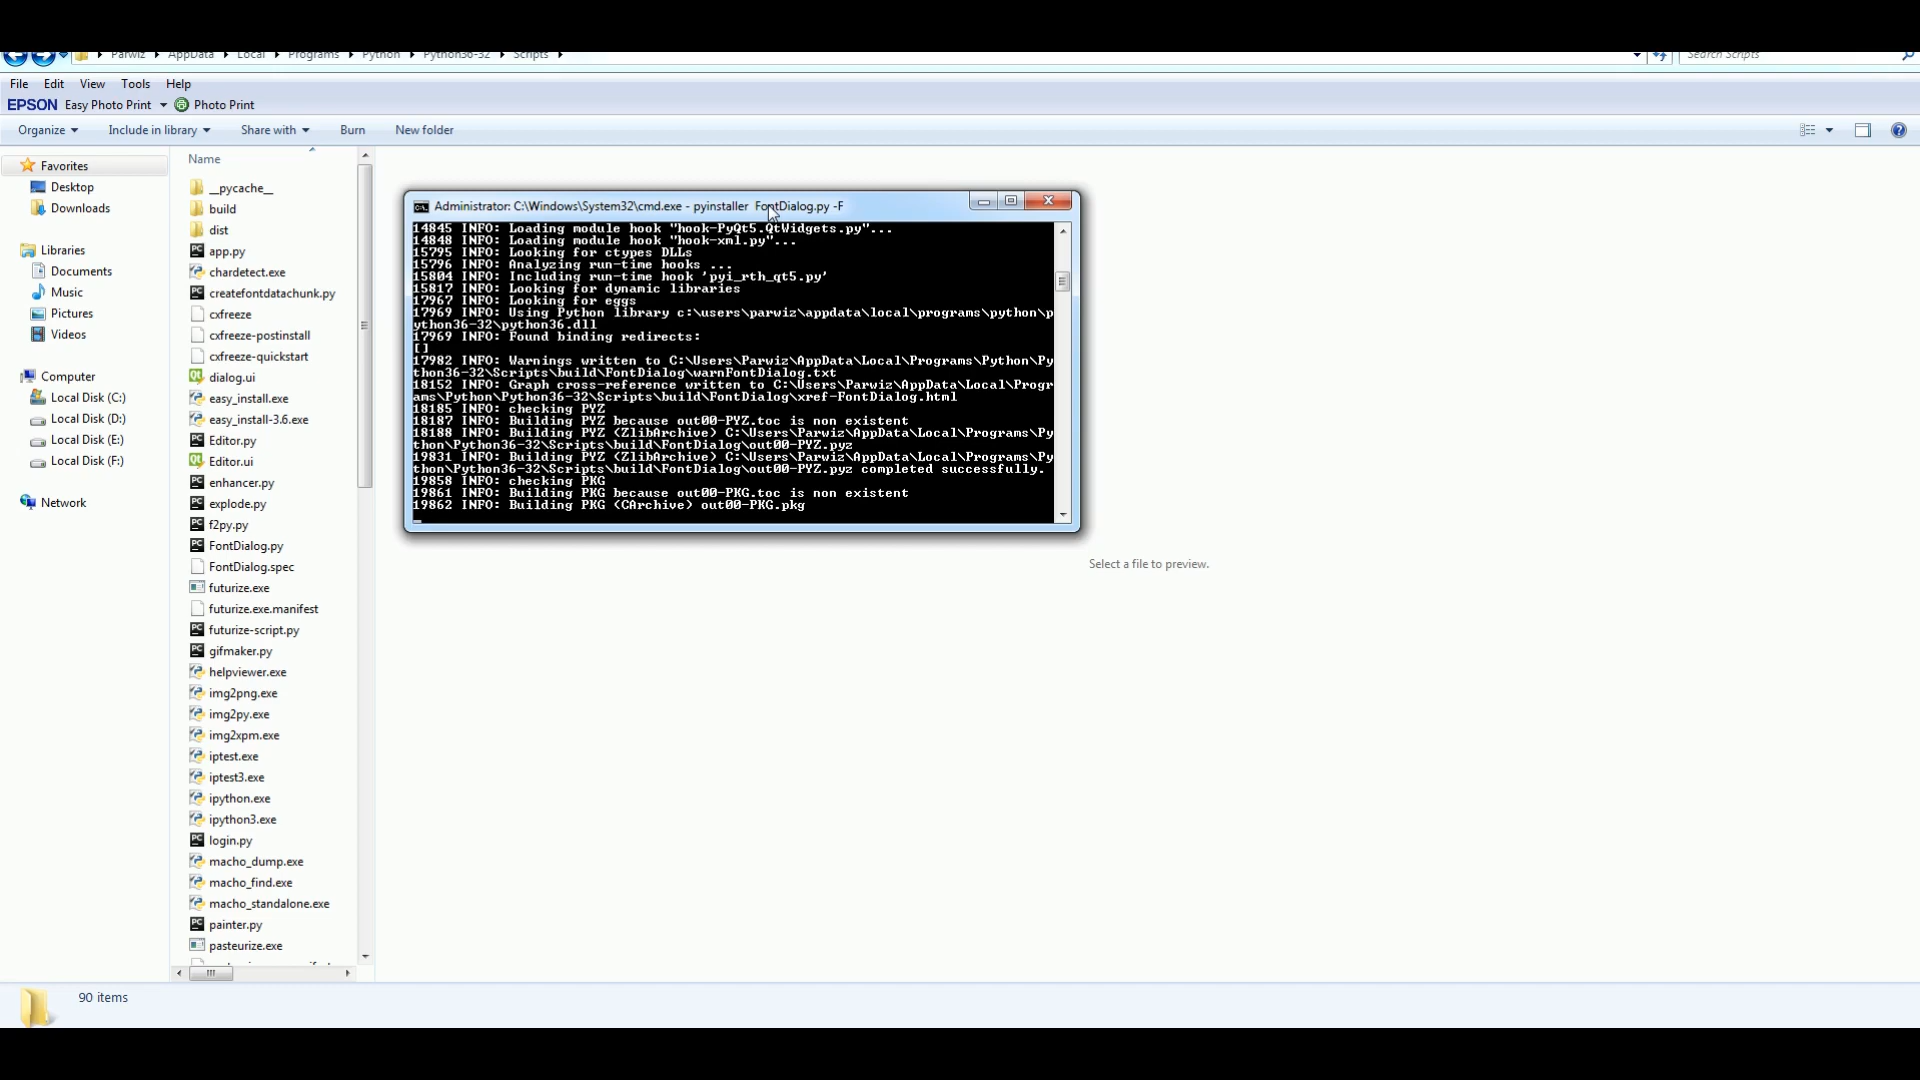 Parwiz AppData Local Programs Python Python36-32 Scripts Search Scripts
File Edit View Tools Help
EPSON Easy Photo Print Photo Print
Organize Include in library Share with Burn New folder
Favorites
Desktop
Downloads
Libraries
Documents
Music
Pictures
Videos
Computer
Local Disk (C:)
Local Disk (D:)
Local Disk (E:)
Local Disk (F:)
Network
Name
__pycache__
build
dist
app.py
chardetect.exe
createfontdatachunk.py
cxfreeze
cxfreeze-postinstall
cxfreeze-quickstart
dialog.ui
easy_install.exe
easy_install-3.6.exe
Editor.py
Editor.ui
enhancer.py
explode.py
f2py.py
FontDialog.py
FontDialog.spec
futurize.exe
futurize.exe.manifest
futurize-script.py
gifmaker.py
helpviewer.exe
img2png.exe
img2py.exe
img2xpm.exe
iptest.exe
iptest3.exe
ipython.exe
ipython3.exe
login.py
macho_dump.exe
macho_find.exe
macho_standalone.exe
painter.py
pasteurize.exe
Administrator: C:\Windows\System32\cmd.exe - pyinstaller FontDialog.py -F
14845 INFO: Loading module hook "hook-PyQt5.QtWidgets.py"...
14848 INFO: Loading module hook "hook-xml.py"...
15795 INFO: Looking for ctypes DLLs
15796 INFO: Analyzing run-time hooks ...
15804 INFO: Including run-time hook 'pyi_rth_qt5.py'
15817 INFO: Looking for dynamic libraries
17967 INFO: Looking for eggs
17969 INFO: Using Python library c:\users\parwiz\appdata\local\programs\python\p
ython36-32\python36.dll
17969 INFO: Found binding redirects:
[]
17982 INFO: Warnings written to C:\Users\Parwiz\AppData\Local\Programs\Python\Py
thon36-32\Scripts\build\FontDialog\warnFontDialog.txt
18152 INFO: Graph cross-reference written to C:\Users\Parwiz\AppData\Local\Progr
ams\Python\Python36-32\Scripts\build\FontDialog\xref-FontDialog.html
18185 INFO: checking PYZ
18187 INFO: Building PYZ because out00-PYZ.toc is non existent
18188 INFO: Building PYZ (ZlibArchive) C:\Users\Parwiz\AppData\Local\Programs\Py
thon\Python36-32\Scripts\build\FontDialog\out00-PYZ.pyz
19831 INFO: Building PYZ (ZlibArchive) C:\Users\Parwiz\AppData\Local\Programs\Py
thon\Python36-32\Scripts\build\FontDialog\out00-PYZ.pyz completed successfully.
19858 INFO: checking PKG
19861 INFO: Building PKG because out00-PKG.toc is non existent
19862 INFO: Building PKG (CArchive) out00-PKG.pkg
Select a file to preview.
90 items